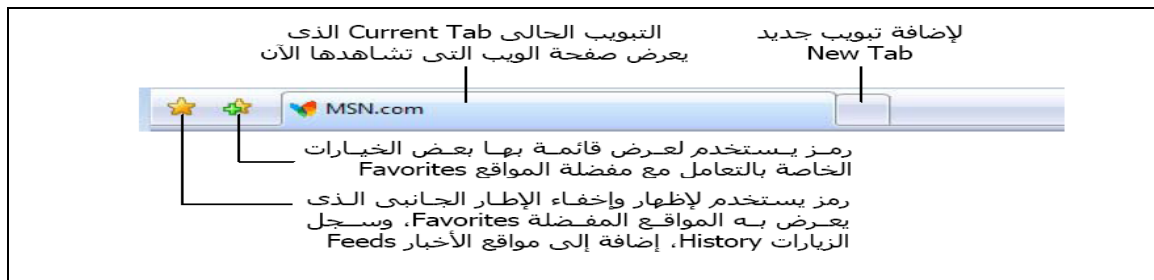 لإضافة تبويب جديد
New Tab
التبويب الحالى Current Tab الذى
يعرض صفحة الويب التى تشاهدها الآن
MSN.com
رمز يستخدم لعرض قائمة بها بعض الخيارات
الخاصة بالتعامل مع مفضلة المواقع Favorites
رمز يستخدم لإظهار وإخفاء الإطار الجانبى الذى
يعرض به المواقع المفضلة Favorites، وسجل
الزيارات History، إضافة إلى مواقع الأخبار Feeds